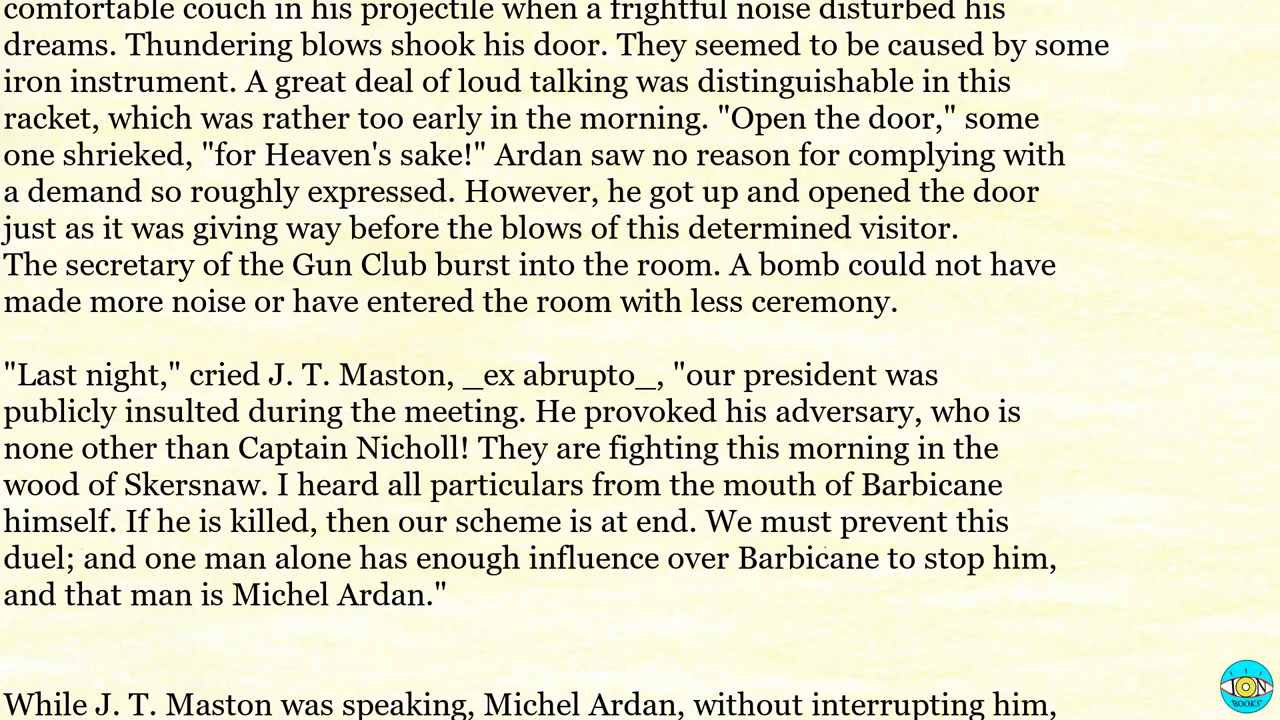 comfortable couch in his projectile when a frightful noise disturbed his
dreams. Thundering blows shook his door. They seemed to be caused by some
iron instrument. A great deal of loud talking was distinguishable in this
racket, which was rather too early in the morning. "Open the door," some
one shrieked, "for Heaven's sake!" Ardan saw no reason for complying with
a demand so roughly expressed. However, he got up and opened the door
just as it was giving way before the blows of this determined visitor.
The secretary of the Gun Club burst into the room. A bomb could not have
made more noise or have entered the room with less ceremony.
"Last night," cried J. T. Maston, _ex abrupto_, "our president was
publicly insulted during the meeting. He provoked his adversary, who is
none other than Captain Nicholl! They are fighting this morning in the
wood of Skersnaw. I heard all particulars from the mouth of Barbicane
himself. If he is killed, then our scheme is at end. We must prevent this
duel; and one man alone has enough influence over Barbicane to stop him,
and that man is Michel Ardan."
While J. T. Maston was speaking, Michel Ardan, without interrupting him,
ION
BOOKS